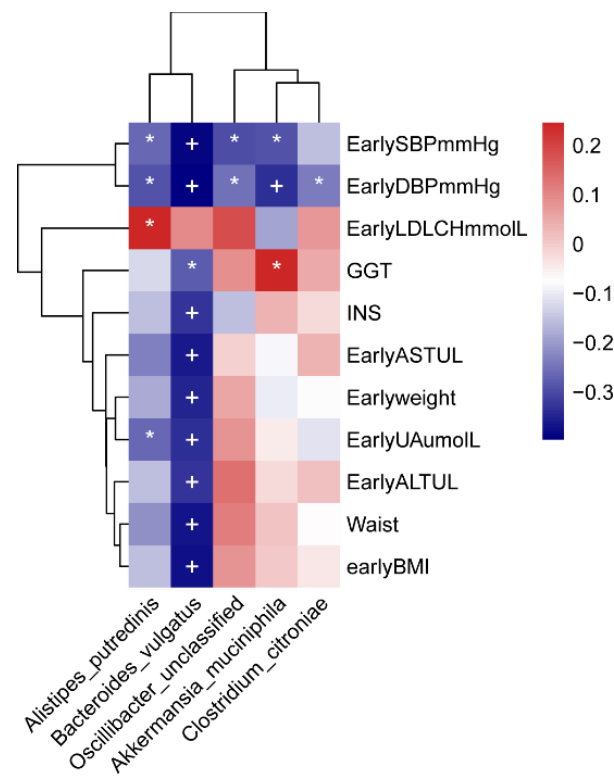 * + * * EarlySBPmmHg
* + * + * EarlyDBPmmHg
* EarlyLDLCHmmolL
* * GGT
+ INS
+ EarlyASTUL
+ Earlyweight
* + EarlyUAumolL
+ EarlyALTUL
+ Waist
+ earlyBMI
0.2
0.1
0
−0.1
−0.2
−0.3
Alistipes_putredinis
Bacteroides_vulgatus
Oscillibacter_unclassified
Akkermansia_muciniphila
Clostridium_citroniae